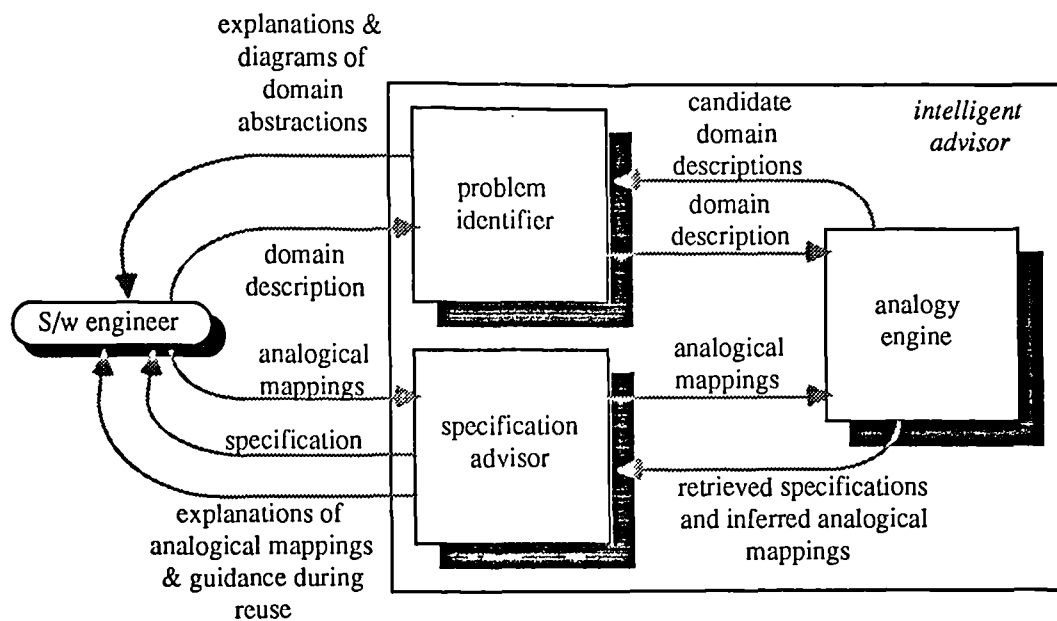 explanations &
diagrams of
domain
abstractions
candidate
domain
descriptions
intelligent
advisor
problem
identifier
domain
description
domain
description
S/w engineer
analogy
engine
analogical
mappings
analogical
mappings
specification
specification
advisor
explanations of
analogical mappings
& guidance during
reuse
retrieved specifications
and inferred analogical
mappings